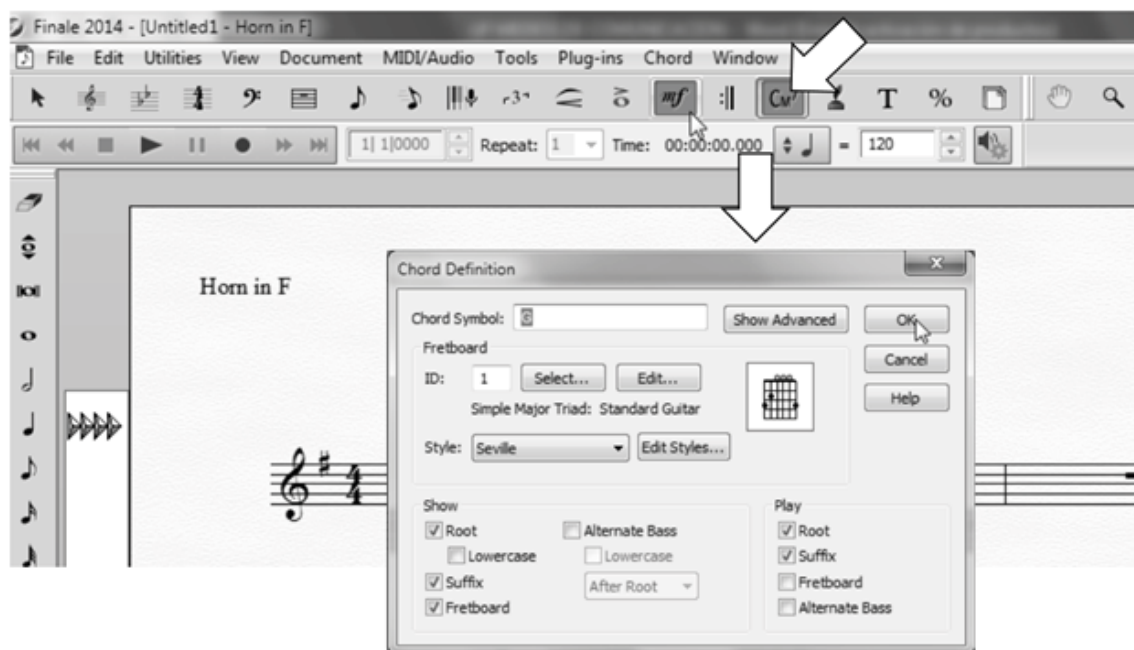 Finale 2014 - [Untitled1 - Horn in F]
File Edit Utilities View Document MIDI/Audio Tools Plug-ins Chord Window
mf CM7 T %
1| 1|0000 Repeat: 1 Time: 00:00:00.000 = 120
Horn in F
Chord Definition
Chord Symbol: G Show Advanced OK
Fretboard
ID: 1 Select... Edit... Cancel
Simple Major Triad: Standard Guitar Help
Style: Seville Edit Styles...
Show Play
Root Alternate Bass Root
Lowercase Lowercase Suffix
Suffix After Root Fretboard
Fretboard Alternate Bass